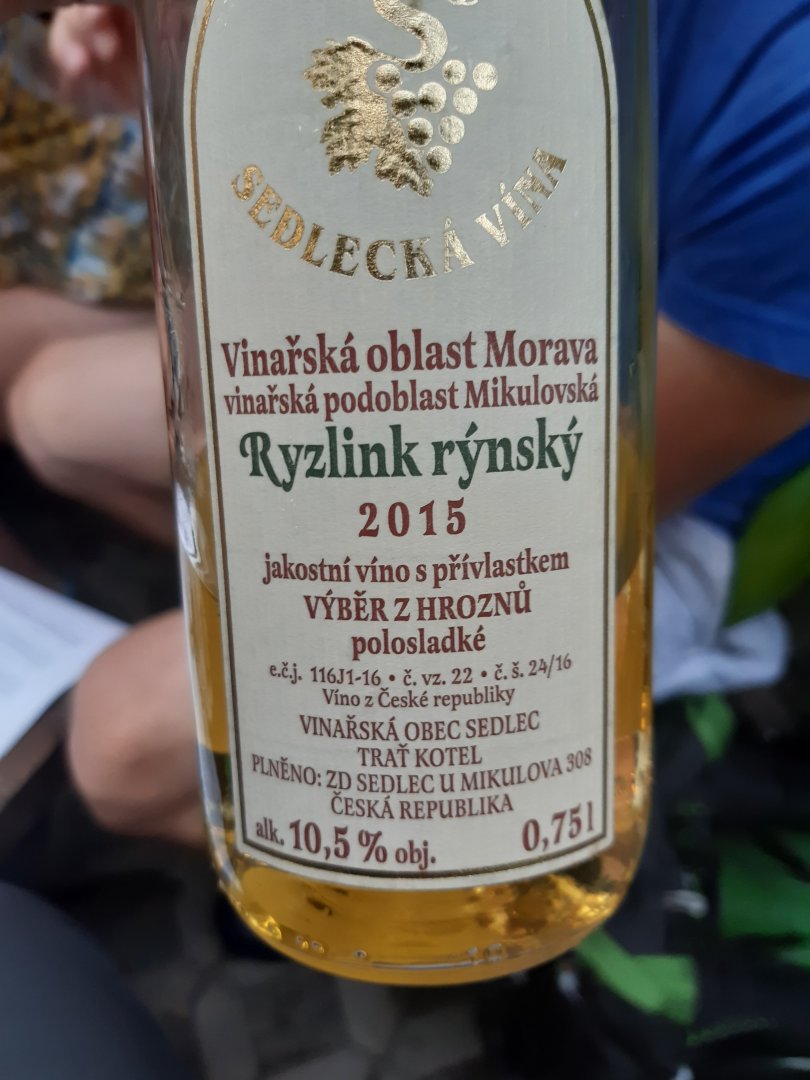 SEDLECKÁ VÍNA
Vinařská oblast Morava
vinařská podoblast Mikulovská
Ryzlink rýnský
2015
jakostní víno s přívlastkem
VÝBĚR Z HROZNŮ
polosladké
e.č.j. 116J1-16 • č. vz. 22 • č. š. 24/16
Víno z České republiky
VINAŘSKÁ OBEC SEDLEC
TRAŤ KOTEL
PLNĚNO: ZD SEDLEC U MIKULOVA 308
ČESKÁ REPUBLIKA
alk. 10,5 % obj. 0,75 l